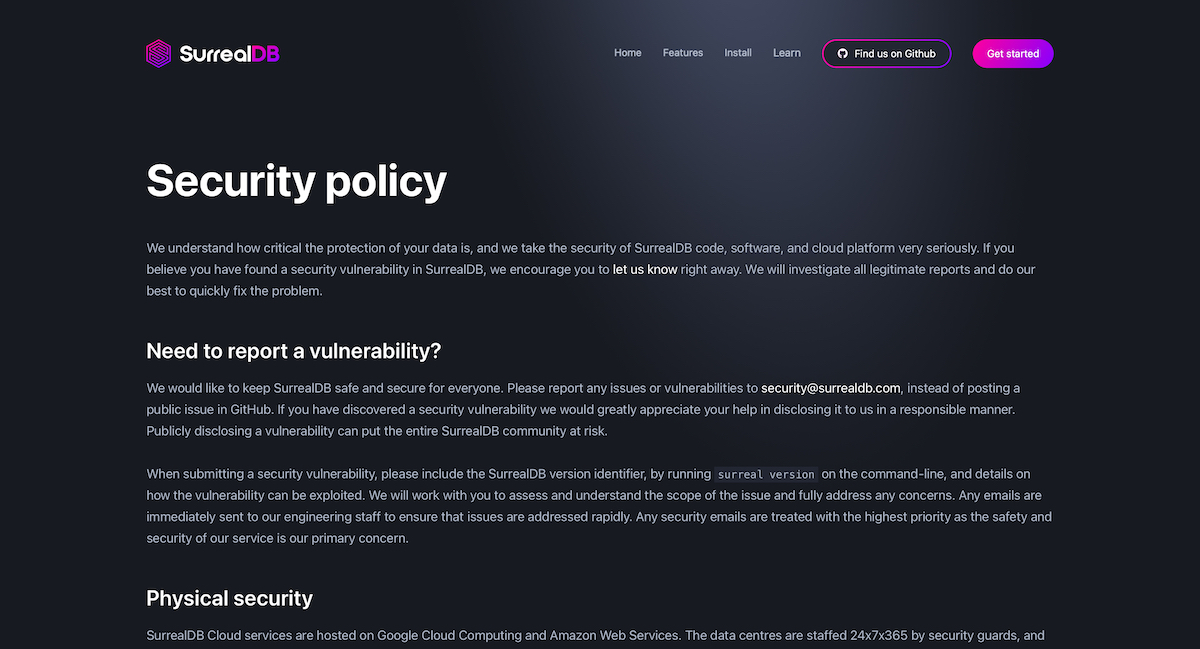 SurrealDB
Home Features Install Learn Find us on Github Get started
Security policy
We understand how critical the protection of your data is, and we take the security of SurrealDB code, software, and cloud platform very seriously. If you
believe you have found a security vulnerability in SurrealDB, we encourage you to let us know right away. We will investigate all legitimate reports and do our
best to quickly fix the problem.
Need to report a vulnerability?
We would like to keep SurrealDB safe and secure for everyone. Please report any issues or vulnerabilities to security@surrealdb.com, instead of posting a
public issue in GitHub. If you have discovered a security vulnerability we would greatly appreciate your help in disclosing it to us in a responsible manner.
Publicly disclosing a vulnerability can put the entire SurrealDB community at risk.
When submitting a security vulnerability, please include the SurrealDB version identifier, by running surreal version on the command-line, and details on
how the vulnerability can be exploited. We will work with you to assess and understand the scope of the issue and fully address any concerns. Any emails are
immediately sent to our engineering staff to ensure that issues are addressed rapidly. Any security emails are treated with the highest priority as the safety and
security of our service is our primary concern.
Physical security
SurrealDB Cloud services are hosted on Google Cloud Computing and Amazon Web Services. The data centres are staffed 24x7x365 by security guards, and